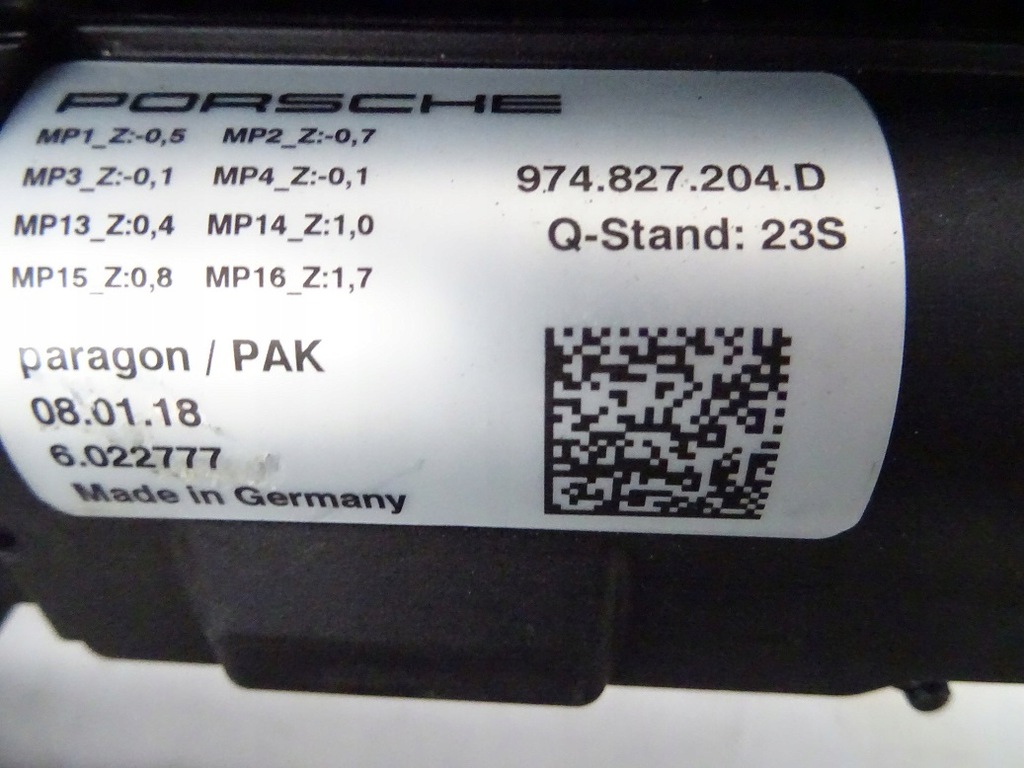 PORSCHE
MP1_Z:-0,5 MP2_Z:-0,7
MP3_Z:-0,1 MP4_Z:-0,1
MP13_Z:0,4 MP14_Z:1,0
MP15_Z:0,8 MP16_Z:1,7
974.827.204.D
Q-Stand: 23S
paragon / PAK
08.01.18
6.022777
Made in Germany